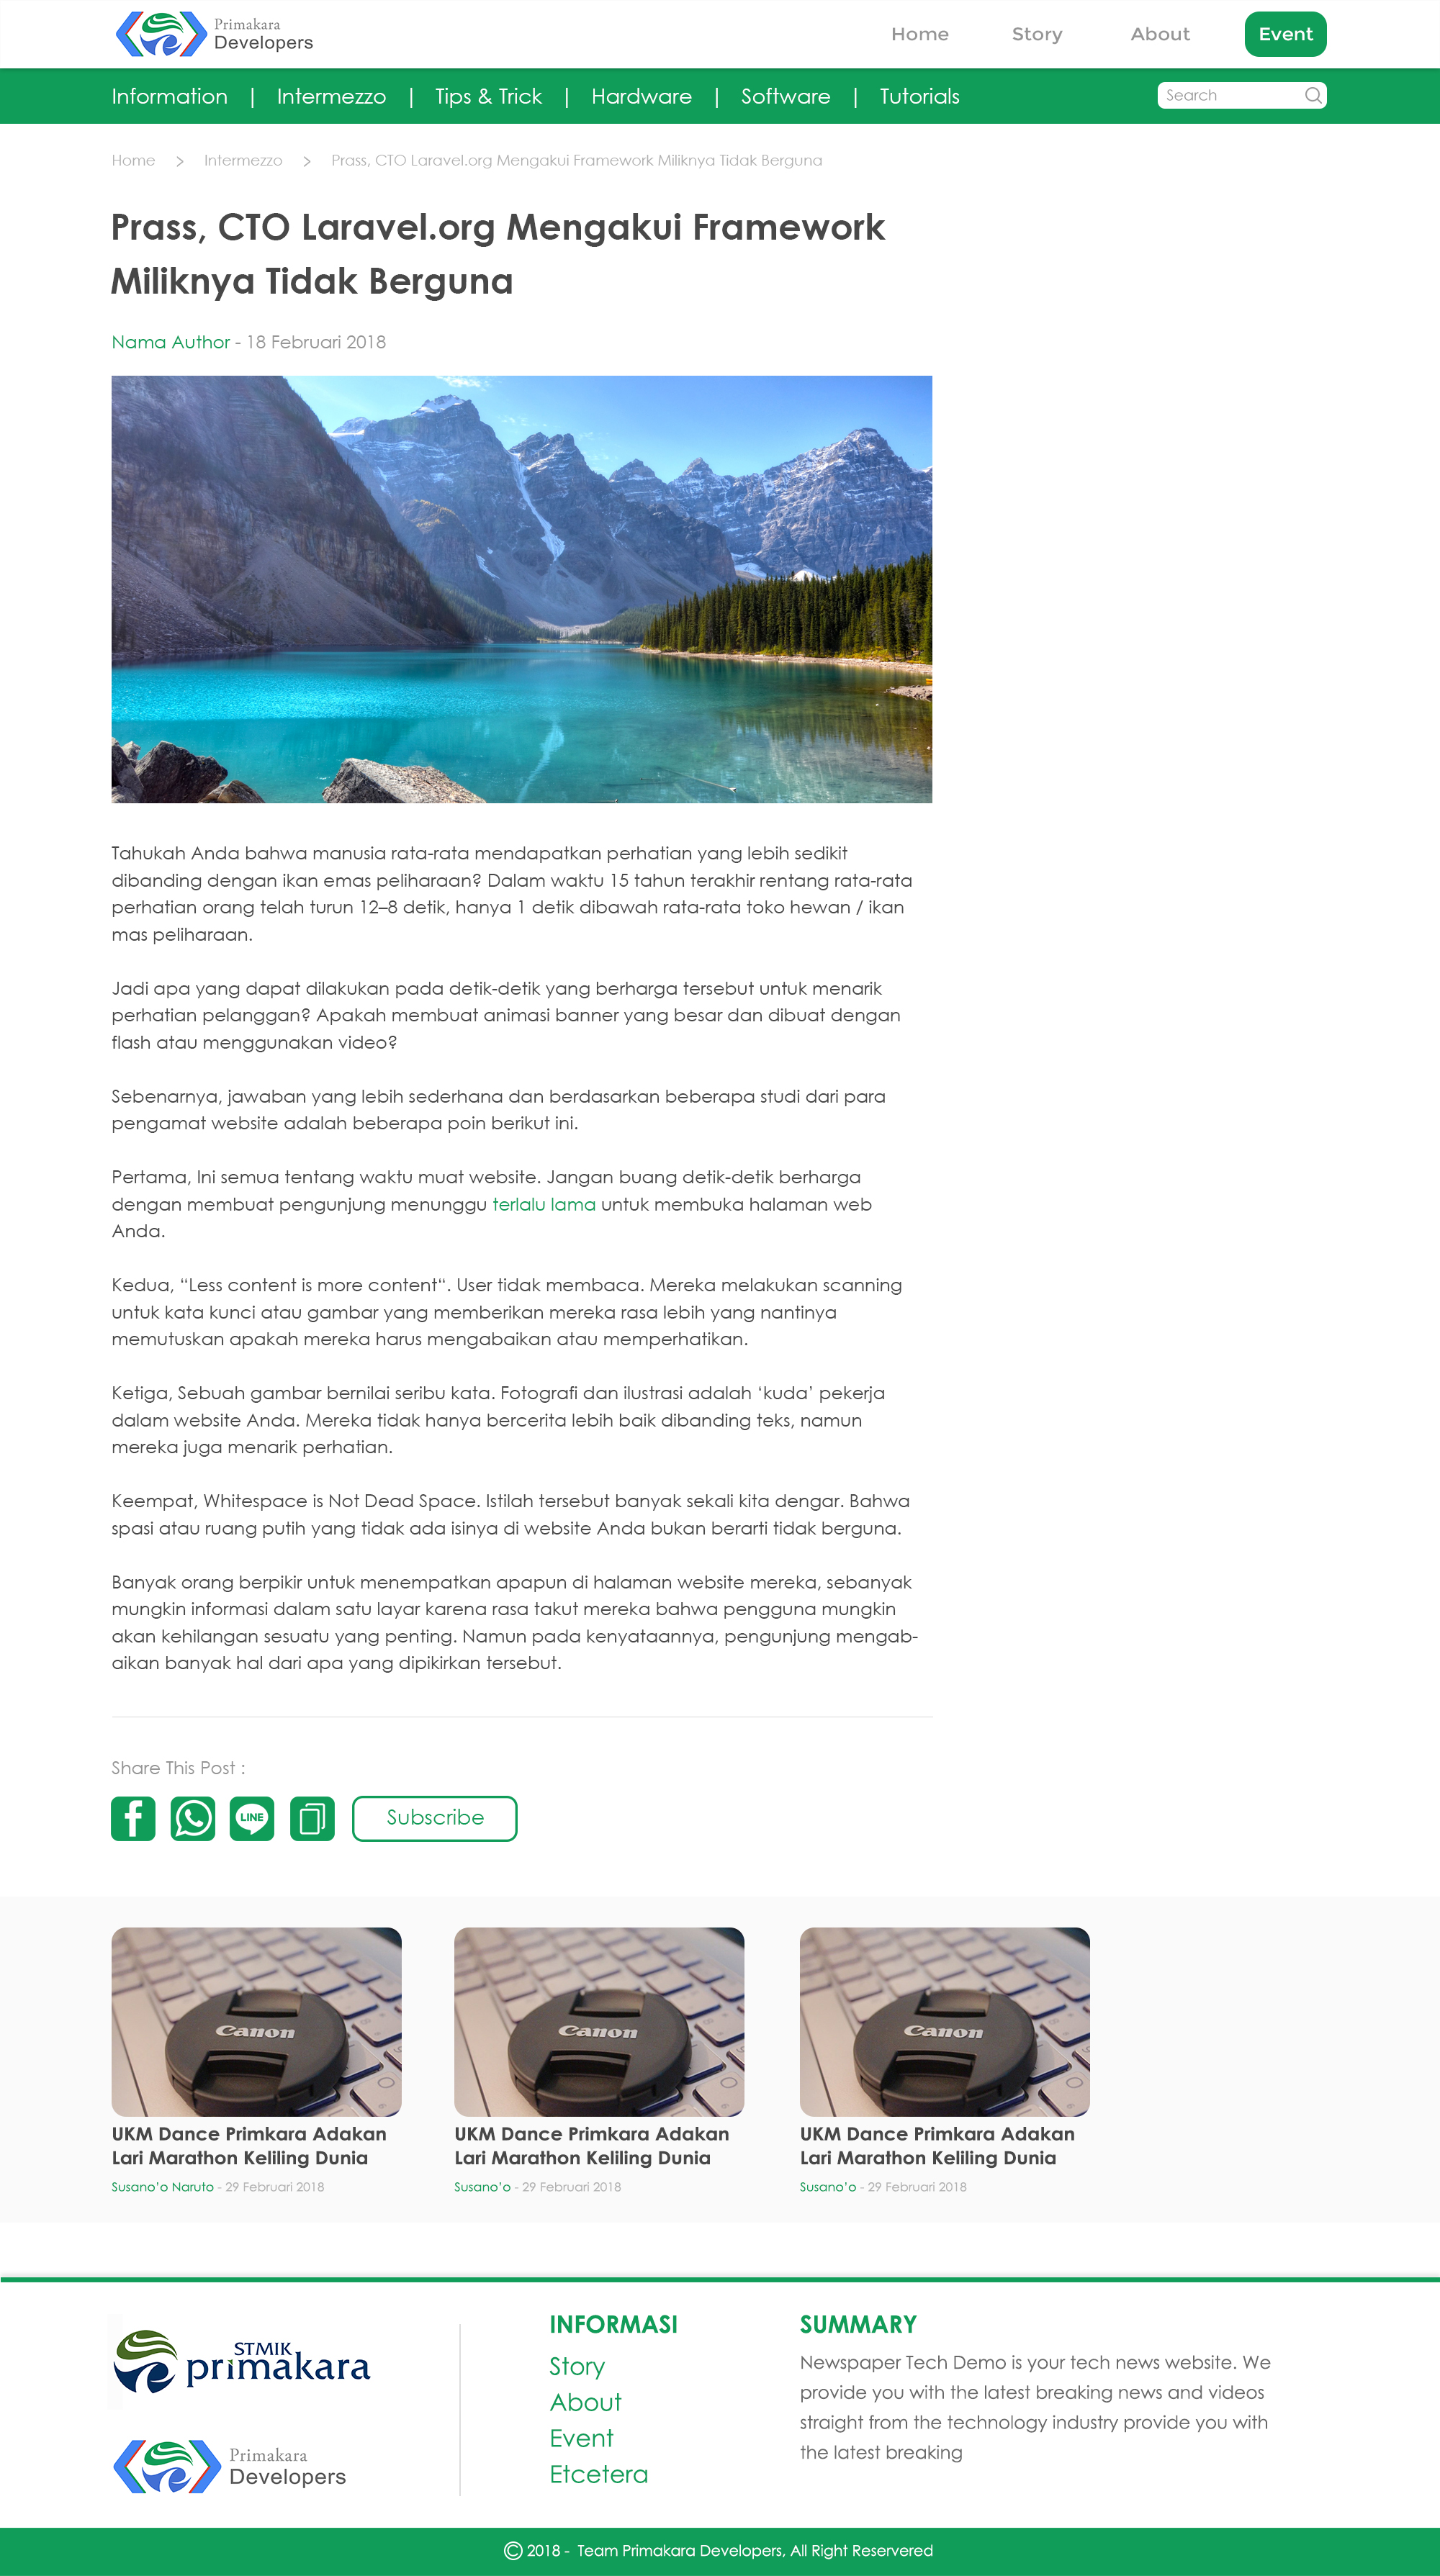 Primakara
Developers
Home Story About Event
Information | Intermezzo | Tips & Trick | Hardware | Software | Tutorials Search
Home > Intermezzo > Prass, CTO Laravel.org Mengakui Framework Miliknya Tidak Berguna
Prass, CTO Laravel.org Mengakui Framework
Miliknya Tidak Berguna
Nama Author - 18 Februari 2018
Tahukah Anda bahwa manusia rata-rata mendapatkan perhatian yang lebih sedikit
dibanding dengan ikan emas peliharaan? Dalam waktu 15 tahun terakhir rentang rata-rata
perhatian orang telah turun 12–8 detik, hanya 1 detik dibawah rata-rata toko hewan / ikan
mas peliharaan.
Jadi apa yang dapat dilakukan pada detik-detik yang berharga tersebut untuk menarik
perhatian pelanggan? Apakah membuat animasi banner yang besar dan dibuat dengan
flash atau menggunakan video?
Sebenarnya, jawaban yang lebih sederhana dan berdasarkan beberapa studi dari para
pengamat website adalah beberapa poin berikut ini.
Pertama, Ini semua tentang waktu muat website. Jangan buang detik-detik berharga
dengan membuat pengunjung menunggu terlalu lama untuk membuka halaman web
Anda.
Kedua, “Less content is more content“. User tidak membaca. Mereka melakukan scanning
untuk kata kunci atau gambar yang memberikan mereka rasa lebih yang nantinya
memutuskan apakah mereka harus mengabaikan atau memperhatikan.
Ketiga, Sebuah gambar bernilai seribu kata. Fotografi dan ilustrasi adalah ‘kuda’ pekerja
dalam website Anda. Mereka tidak hanya bercerita lebih baik dibanding teks, namun
mereka juga menarik perhatian.
Keempat, Whitespace is Not Dead Space. Istilah tersebut banyak sekali kita dengar. Bahwa
spasi atau ruang putih yang tidak ada isinya di website Anda bukan berarti tidak berguna.
Banyak orang berpikir untuk menempatkan apapun di halaman website mereka, sebanyak
mungkin informasi dalam satu layar karena rasa takut mereka bahwa pengguna mungkin
akan kehilangan sesuatu yang penting. Namun pada kenyataannya, pengunjung mengab-
aikan banyak hal dari apa yang dipikirkan tersebut.
Share This Post :
LINE Subscribe
Canon Canon Canon
UKM Dance Primkara Adakan
Lari Marathon Keliling Dunia
Susano’o Naruto - 29 Februari 2018
UKM Dance Primkara Adakan
Lari Marathon Keliling Dunia
Susano’o - 29 Februari 2018
UKM Dance Primkara Adakan
Lari Marathon Keliling Dunia
Susano’o - 29 Februari 2018
STMIK
primakara
Primakara
Developers
INFORMASI
Story
About
Event
Etcetera
SUMMARY
Newspaper Tech Demo is your tech news website. We
provide you with the latest breaking news and videos
straight from the technology industry provide you with
the latest breaking
© 2018 - Team Primakara Developers, All Right Reservered